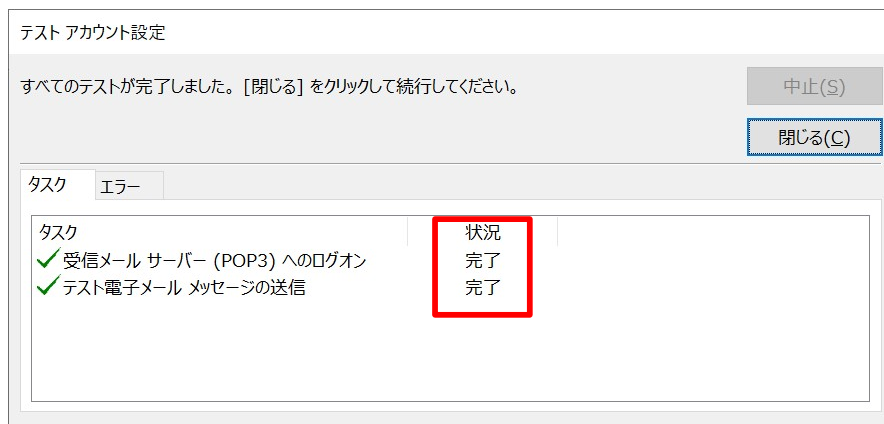 テスト アカウント設定
すべてのテストが完了しました。[閉じる] をクリックして続行してください。
中止(S)
閉じる(C)
タスク エラー
タスク 状況
受信メール サーバー (POP3) へのログオン 完了
テスト電子メール メッセージの送信 完了